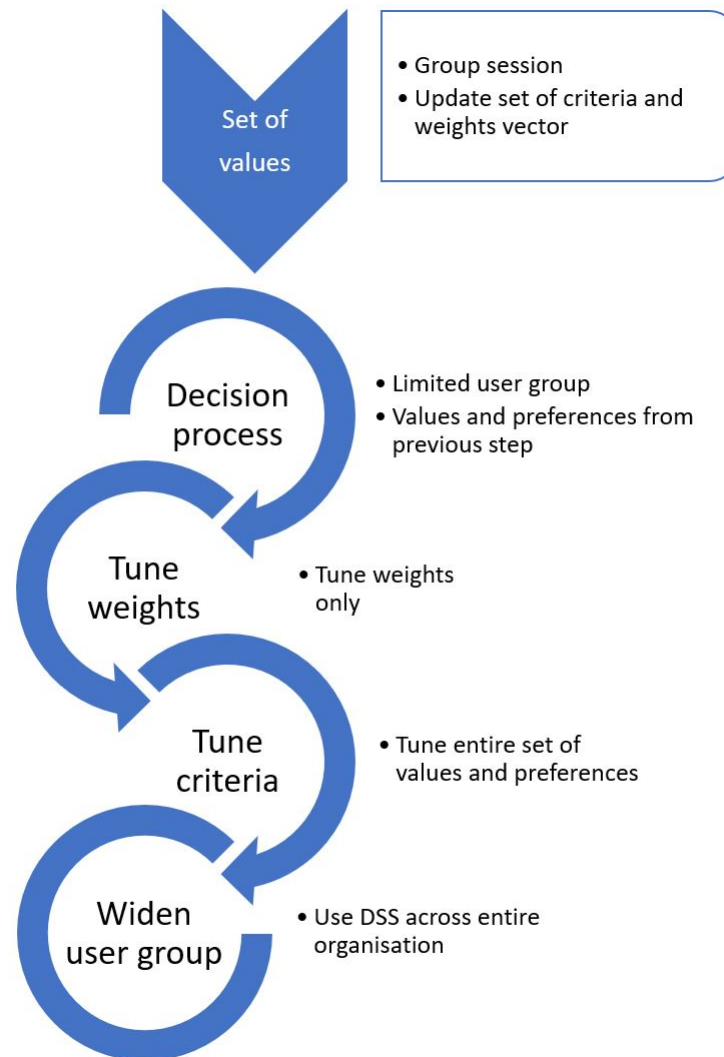 Set of
values
• Group session
• Update set of criteria and
weights vector
Decision
process
• Limited user group
• Values and preferences from
previous step
Tune
weights
• Tune weights
only
Tune
criteria
• Tune entire set of
values and preferences
Widen
user group
• Use DSS across entire
organisation